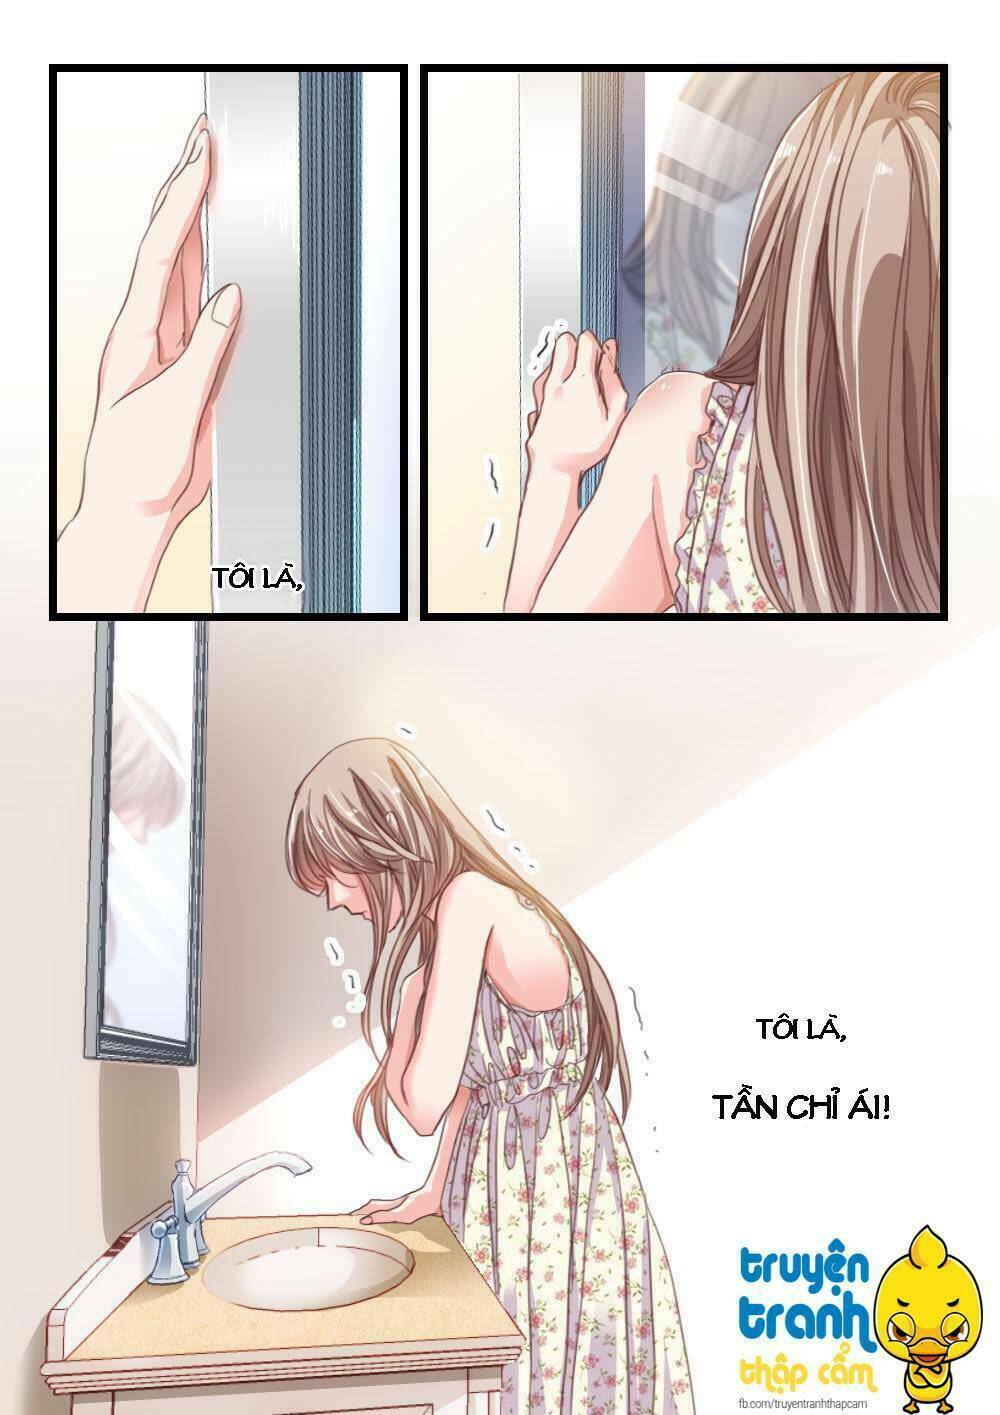 TÔI LÀ,
TÔI LÀ,
TẦN CHỈ ÁI!
truyện
tranh
thập cẩm
fb.com/truyentranhthapcam